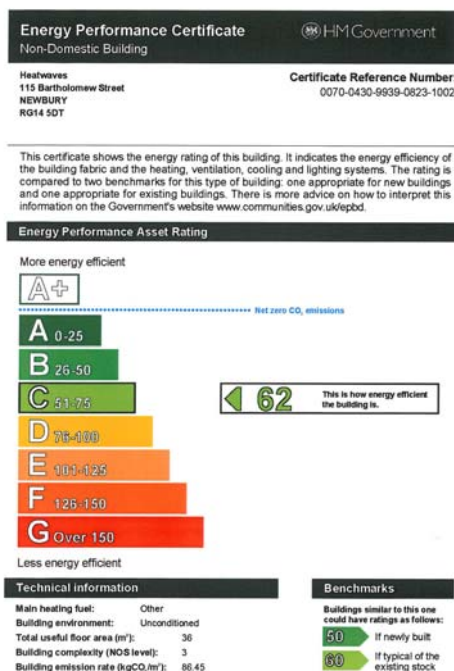 Energy Performance Certificate
Non-Domestic Building
HM Government
Heatwaves
115 Bartholomew Street
NEWBURY
RG14 5DT
Certificate Reference Number:
0070-0430-9939-0823-1002
This certificate shows the energy rating of this building. It indicates the energy efficiency of
the building fabric and the heating, ventilation, cooling and lighting systems. The rating is
compared to two benchmarks for this type of building: one appropriate for new buildings
and one appropriate for existing buildings. There is more advice on how to interpret this
information on the Government's website www.communities.gov.uk/epbd.
Energy Performance Asset Rating
More energy efficient
A+
Net zero CO₂ emissions
A 0-25
B 26-50
C 51-75
62
This is how energy efficient
the building is.
D 76-100
E 101-125
F 126-150
G Over 150
Less energy efficient
Technical information
Main heating fuel: Other
Building environment: Unconditioned
Total useful floor area (m²): 36
Building complexity (NOS level): 3
Building emission rate (kgCO₂/m²): 86.45
Benchmarks
Buildings similar to this one
could have ratings as follows:
50 If newly built
60 If typical of the
existing stock